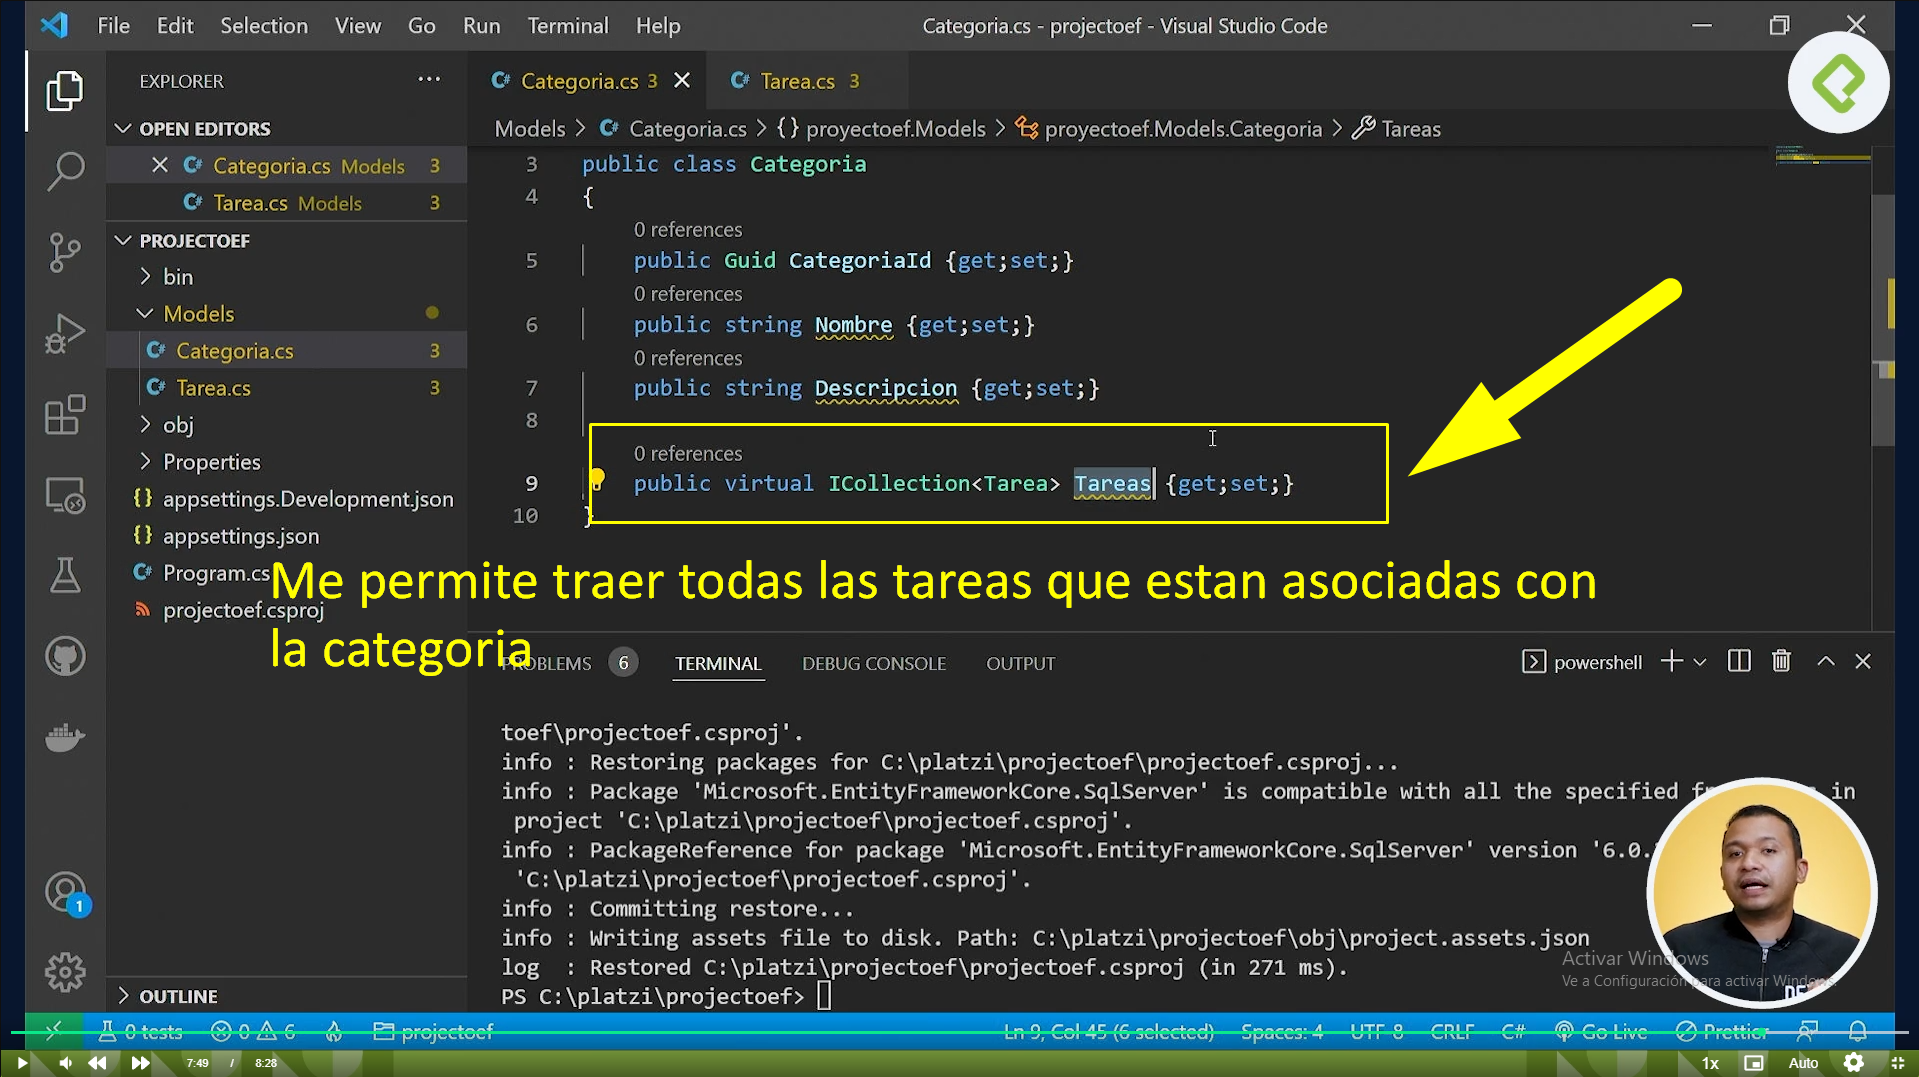 File Edit Selection View Go Run Terminal Help
Categoria.cs - projectoef - Visual Studio Code
EXPLORER ...
Categoria.cs 3
Tarea.cs 3
OPEN EDITORS
Categoria.cs Models 3
Tarea.cs Models 3
PROJECTOEF
bin
Models
Categoria.cs 3
Tarea.cs 3
obj
Properties
appsettings.Development.json
appsettings.json
Program.cs
projectoef.csproj
OUTLINE
Models > Categoria.cs > {} proyectoef.Models > proyectoef.Models.Categoria > Tareas
3 public class Categoria
4 {
0 references
5 public Guid CategoriaId {get;set;}
0 references
6 public string Nombre {get;set;}
0 references
7 public string Descripcion {get;set;}
8
0 references
9 public virtual ICollection<Tarea> Tareas {get;set;}
10 }
Me permite traer todas las tareas que estan asociadas con
la categoria
PROBLEMS 6 TERMINAL DEBUG CONSOLE OUTPUT
powershell
toef\projectoef.csproj'.
info : Restoring packages for C:\platzi\projectoef\projectoef.csproj...
info : Package 'Microsoft.EntityFrameworkCore.SqlServer' is compatible with all the specified in
project 'C:\platzi\projectoef\projectoef.csproj'.
info : PackageReference for package 'Microsoft.EntityFrameworkCore.SqlServer' version '6.0.
'C:\platzi\projectoef\projectoef.csproj'.
info : Committing restore...
info : Writing assets file to disk. Path: C:\platzi\projectoef\obj\project.assets.json
log : Restored C:\platzi\projectoef\projectoef.csproj (in 271 ms).
PS C:\platzi\projectoef>
Activar Windows
Ve a Configuración para activar Windows.
1
0 tests 0 6 projectoef
Ln 9, Col 45 (6 selected) Spaces: 4 UTF-8 CRLF C# Go Live Prettier
7:49 / 8:28
1x Auto